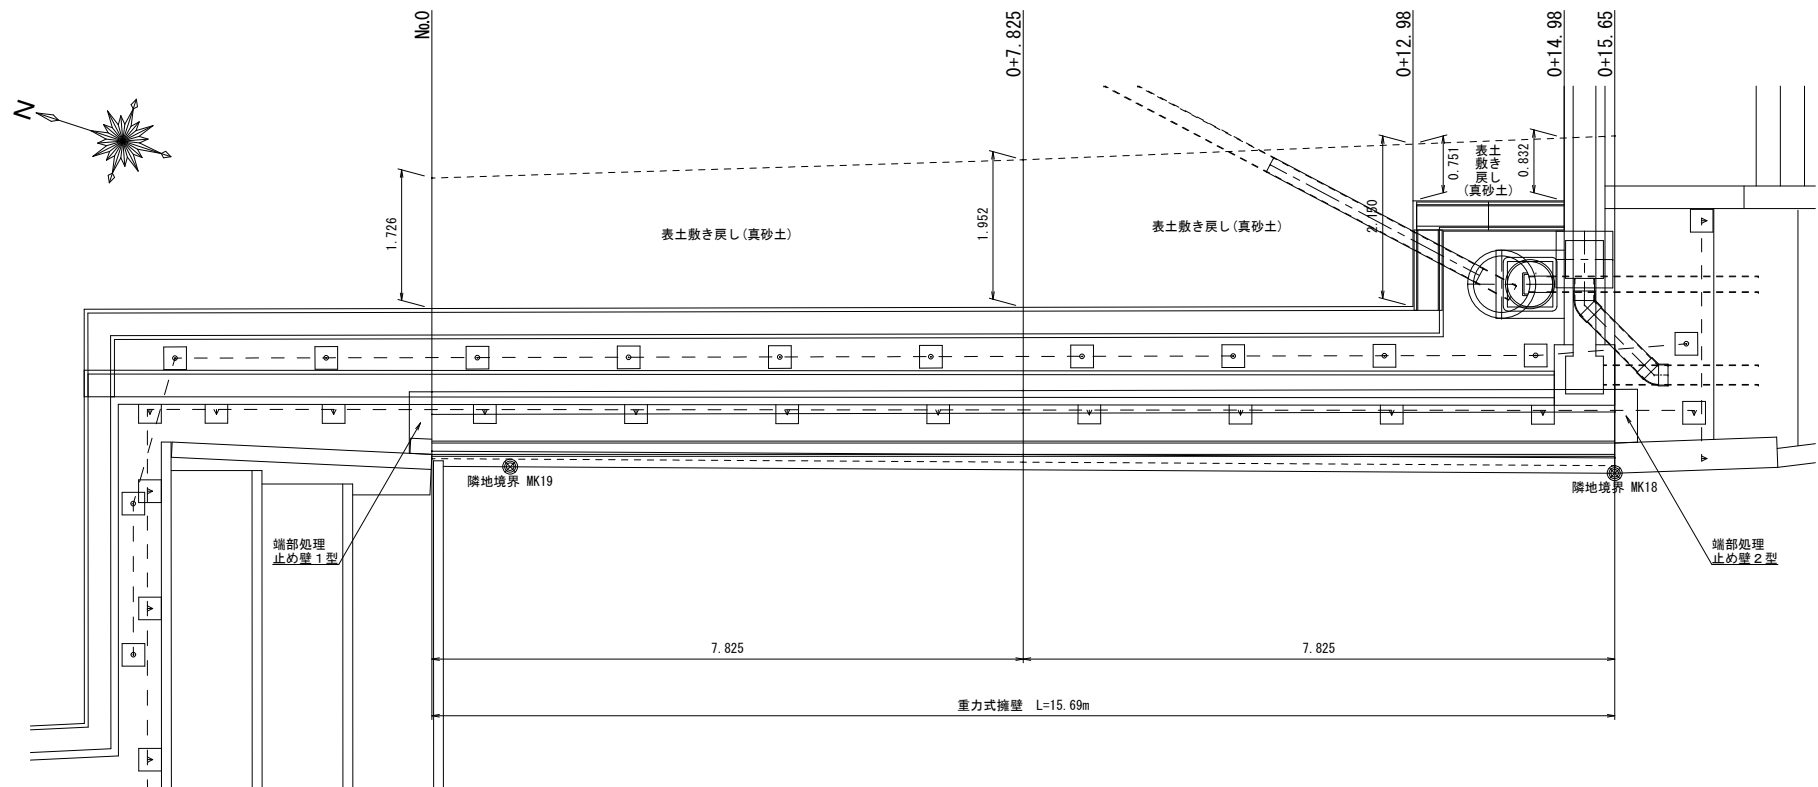 No.0
0+7.825
0+12.98
0+14.98
0+15.65
N
1.726
表土敷き戻し(真砂土)
1.952
表土敷き戻し(真砂土)
2.150
0.751
表土
敷き
戻し
(真砂土)
0.832
隣地境界 MK19
隣地境界 MK18
端部処理
止め壁1型
端部処理
止め壁2型
7.825
7.825
重力式擁壁 L=15.69m